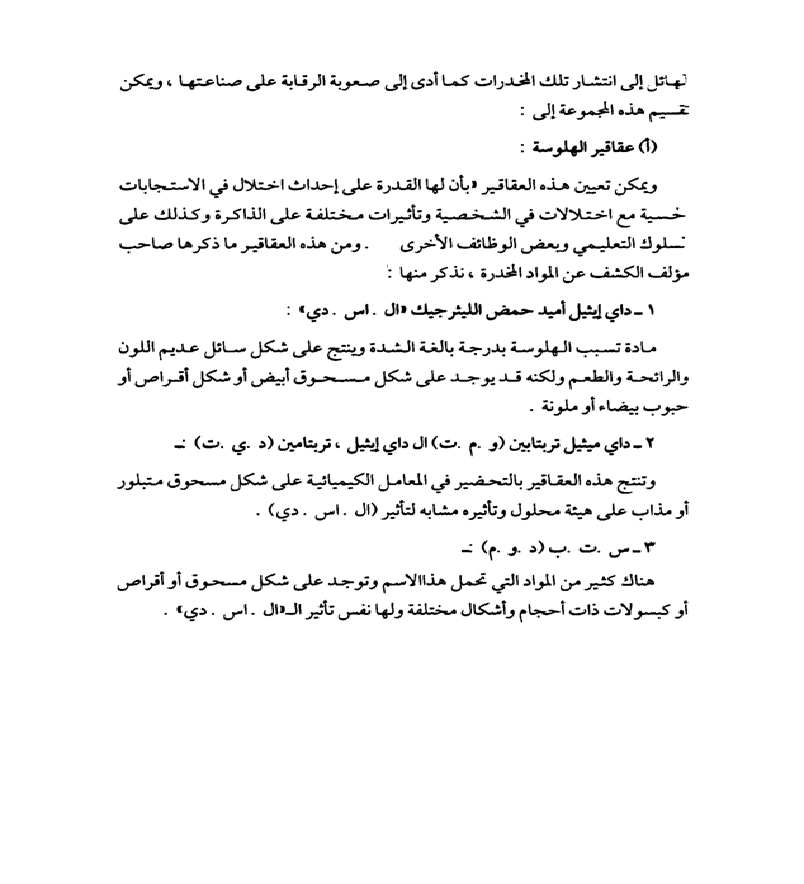 لهائل إلى انتشار تلك المخدرات كما أدى إلى صعوبة الرقابة على صناعتها ، ويمكن
تقسيم هذه المجموعة إلى :
(أ) عقاقير الهلوسة :
ويمكن تعيين هذه العقاقير «بأن لها القدرة على إحداث اختلال في الاستجابات
لحسية مع اختلالات في الشخصية وتأثيرات مختلفة على الذاكرة وكذلك على
لسلوك التعليمي وبعض الوظائف الأخرى . ومن هذه العقاقير ما ذكرها صاحب
مؤلف الكشف عن المواد المخدرة ، نذكر منها :
١ ـ داي إيثيل أميد حمض الليثرجيك «ال . اس . دي» :
مادة تسبب الهلوسة بدرجة بالغة الشدة وينتج على شكل سائل عديم اللون
والرائحة والطعم ولكنه قد يوجد على شكل مسحوق أبيض أو شكل أقراص أو
حبوب بيضاء أو ملونة .
٢ ـ داي ميثيل تربتابين (و .م .ت) ال داي إيثيل ، تربتامين (د .ي .ت) :ـ
وتنتج هذه العقاقير بالتحضير في المعامل الكيميائية على شكل مسحوق متبلور
أو مذاب على هيئة محلول وتأثيره مشابه لتأثير (ال . اس . دي) .
٣ ـ س .ت .ب (د .و .م) :ـ
هناك كثير من المواد التي تحمل هذاالاسم وتوجد على شكل مسحوق أو أقراص
أو كبسولات ذات أحجام وأشكال مختلفة ولها نفس تأثير الـ«ال . اس . دي» .